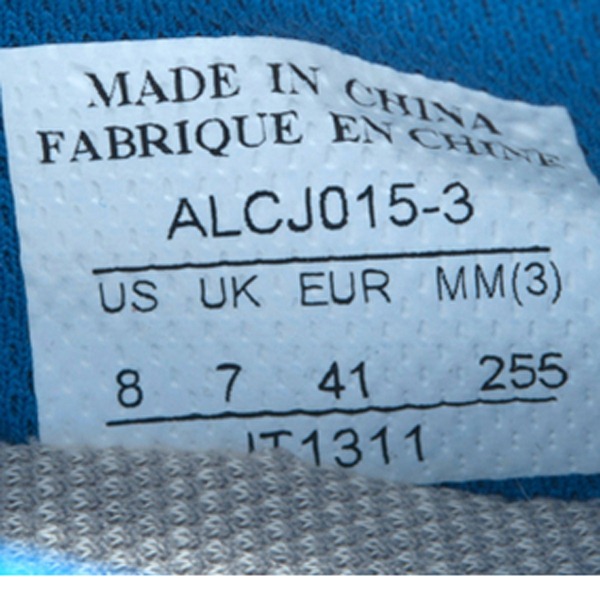 MADE IN CHINA
FABRIQUE EN CHINE
ALCJ015-3
US UK EUR MM(3)
8 7 41 255